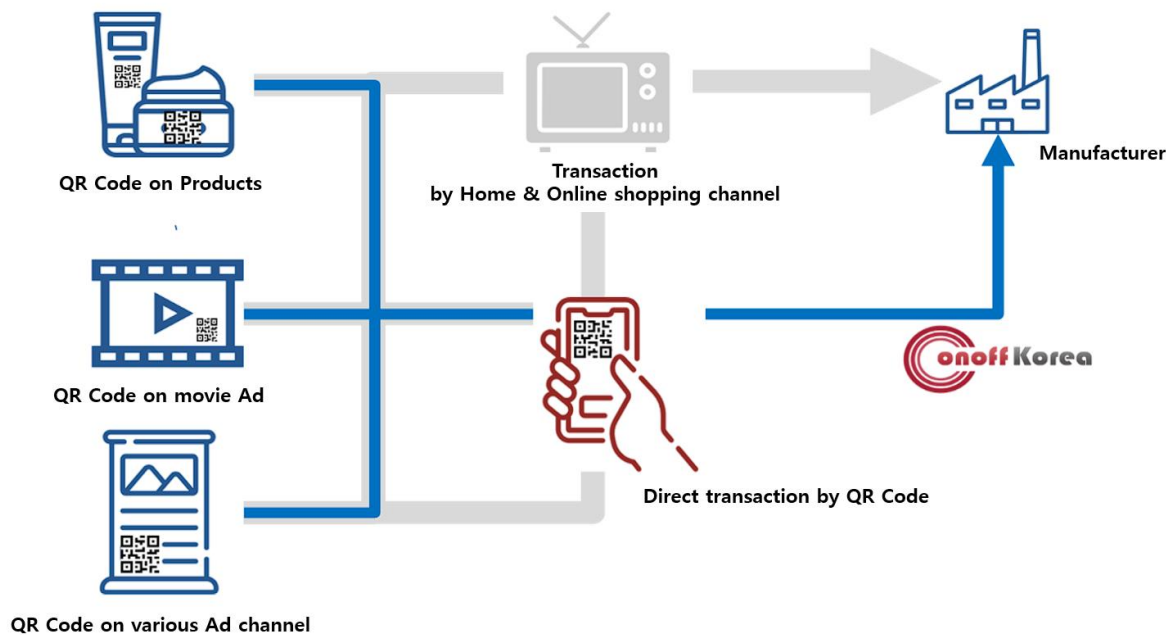 Transaction
by Home & Online shopping channel
Manufacturer
QR Code on Products
QR Code on movie Ad
onoff Korea
Direct transaction by QR Code
QR Code on various Ad channel